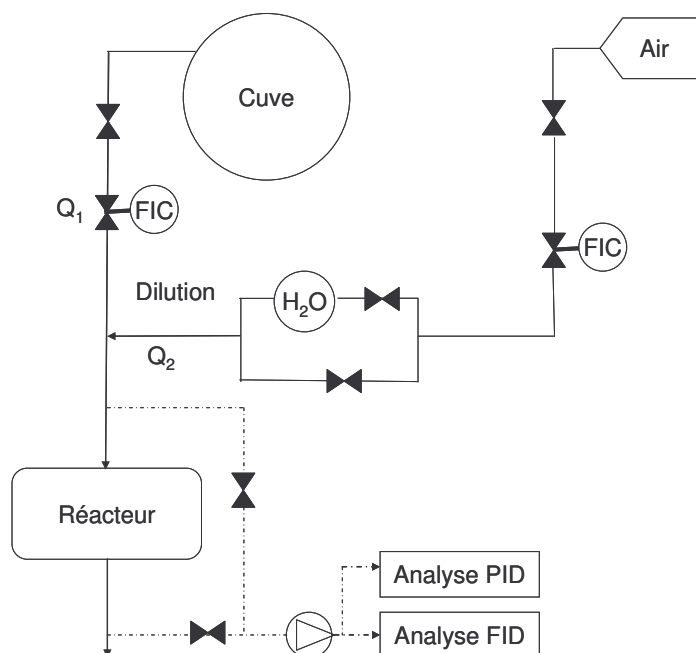 Air
Cuve
Q₁
FIC
FIC
Dilution
H₂O
Q₂
Réacteur
Analyse PID
Analyse FID